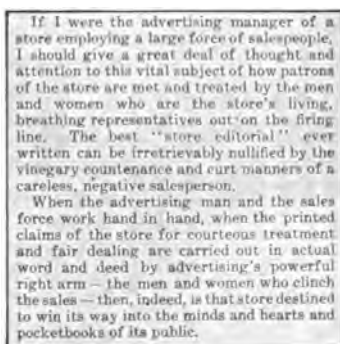 If I were the advertising manager of a
store employing a large force of salespeople,
I should give a great deal of thought and
attention to this vital subject of how patrons
of the store are met and treated by the men
and women who are the store's living,
breathing representatives out on the firing
line. The best "store editorial" ever
written can be irretrievably nullified by the
vinegary countenance and curt manners of a
careless, negative salesperson.
When the advertising man and the sales
force work hand in hand, when the printed
claims of the store for courteous treatment
and fair dealing are carried out in actual
word and deed by advertising's powerful
right arm — the men and women who clinch
the sales — then, indeed, is that store destined
to win its way into the minds and hearts and
pocketbooks of its public.